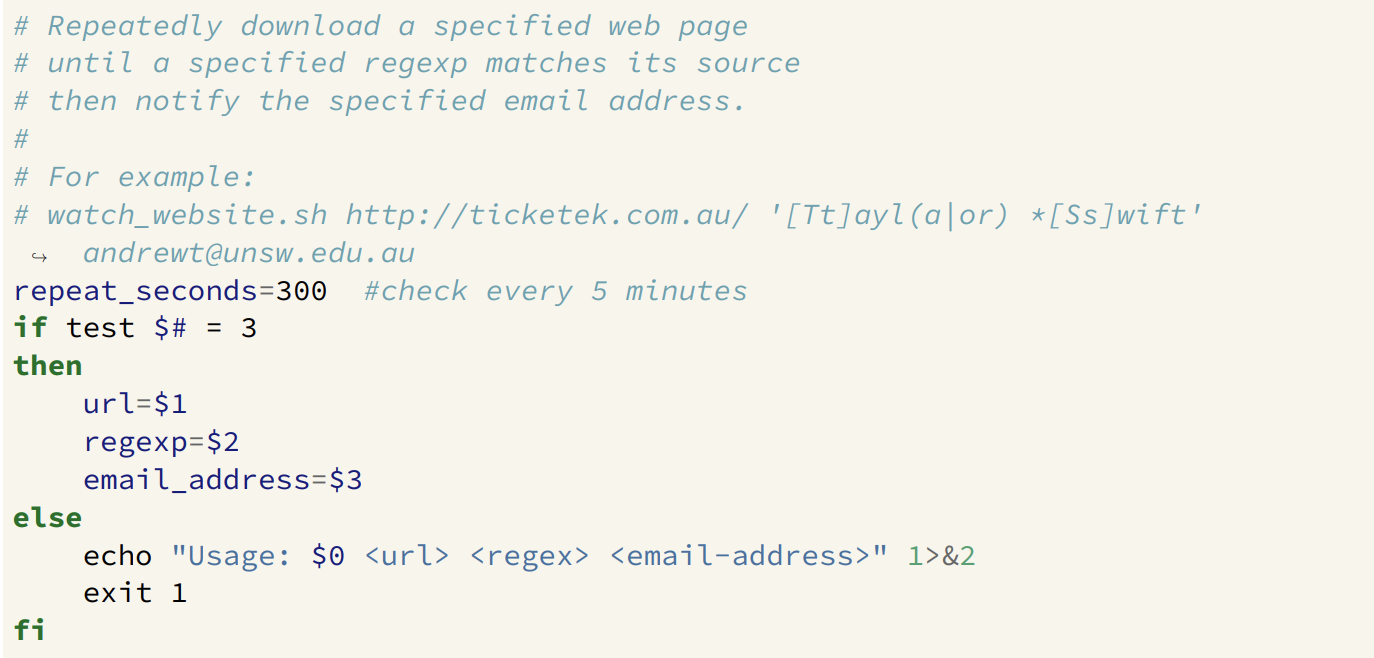 # Repeatedly download a specified web page
# until a specified regexp matches its source
# then notify the specified email address.
#
# For example:
# watch_website.sh http://ticketek.com.au/ '[Tt]ayl(a|or) *[Ss]wift'
↪ andrewt@unsw.edu.au
repeat_seconds=300  #check every 5 minutes
if test $# = 3
then
    url=$1
    regexp=$2
    email_address=$3
else
    echo "Usage: $0 <url> <regex> <email-address>" 1>&2
    exit 1
fi